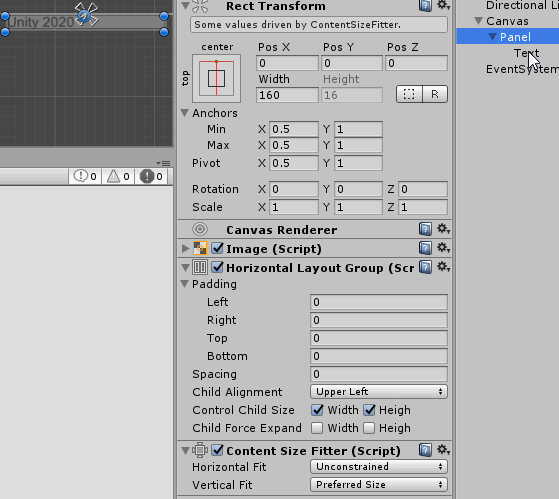 Unity 2020
0 0 0
Rect Transform
Some values driven by ContentSizeFitter.
center
top
Pos X Pos Y Pos Z
0 0 0
Width Height
160 16
R
Anchors
Min X 0.5 Y 1
Max X 0.5 Y 1
Pivot X 0.5 Y 1
Rotation X 0 Y 0 Z 0
Scale X 1 Y 1 Z 1
Canvas Renderer
Image (Script)
Horizontal Layout Group (Scr
Padding
Left 0
Right 0
Top 0
Bottom 0
Spacing 0
Child Alignment Upper Left
Control Child Size Width Heigh
Child Force Expand Width Heigh
Content Size Fitter (Script)
Horizontal Fit Unconstrained
Vertical Fit Preferred Size
Directional Li
Canvas
Panel
Text
EventSystem